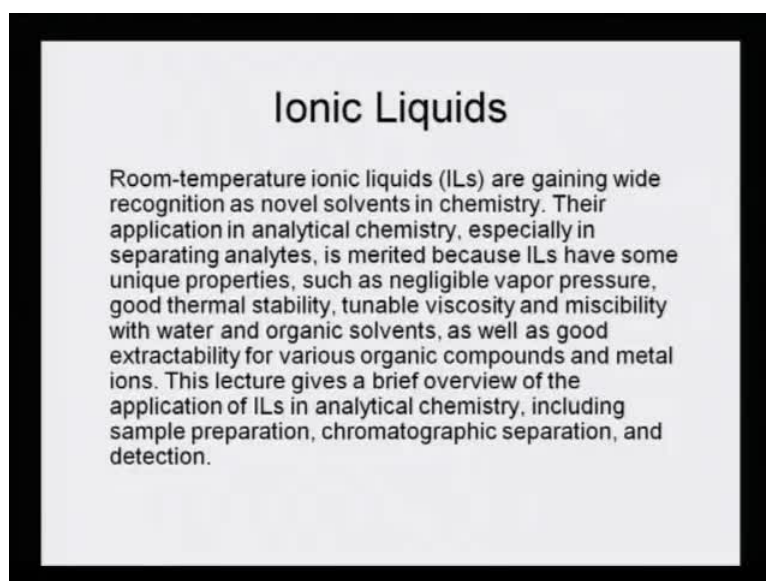 Ionic Liquids
Room-temperature ionic liquids (ILs) are gaining wide
recognition as novel solvents in chemistry. Their
application in analytical chemistry, especially in
separating analytes, is merited because ILs have some
unique properties, such as negligible vapor pressure,
good thermal stability, tunable viscosity and miscibility
with water and organic solvents, as well as good
extractability for various organic compounds and metal
ions. This lecture gives a brief overview of the
application of ILs in analytical chemistry, including
sample preparation, chromatographic separation, and
detection.